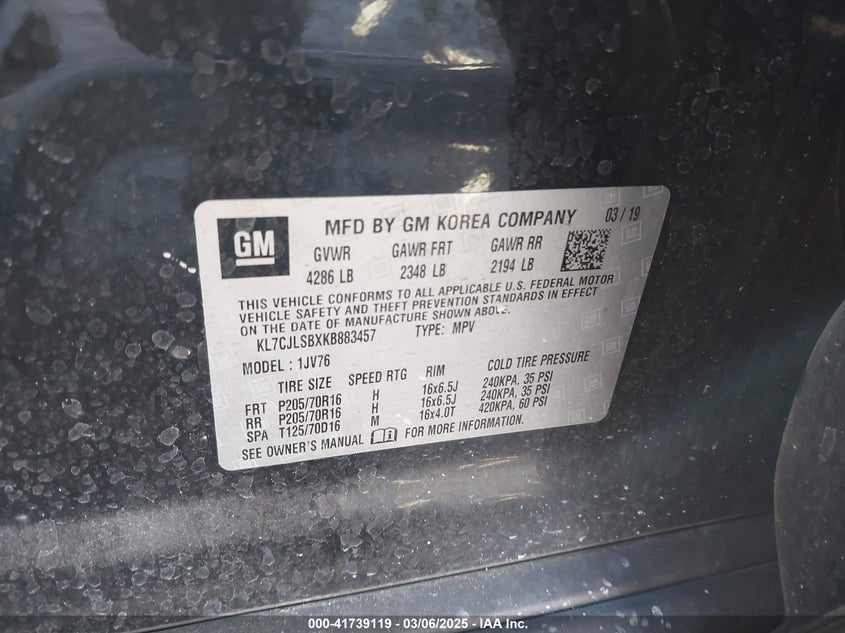 GM
MFD BY GM KOREA COMPANY 03 / 19
GVWR GAWR FRT GAWR RR
4286 LB 2348 LB 2194 LB
THIS VEHICLE CONFORMS TO ALL APPLICABLE U.S. FEDERAL MOTOR
VEHICLE SAFETY AND THEFT PREVENTION STANDARDS IN EFFECT
ON THE DATE OF MANUFACTURE SHOWN ABOVE.
KL7CJLSBXKB883457 TYPE: MPV
MODEL : 1JV76
TIRE SIZE SPEED RTG RIM COLD TIRE PRESSURE
FRT P205/70R16 H 16x6.5J 240KPA, 35 PSI
RR P205/70R16 H 16x6.5J 240KPA, 35 PSI
SPA T125/70D16 M 16x4.0T 420KPA, 60 PSI
SEE OWNER'S MANUAL FOR MORE INFORMATION.
000-41739119 - 03/06/2025 - IAA Inc.